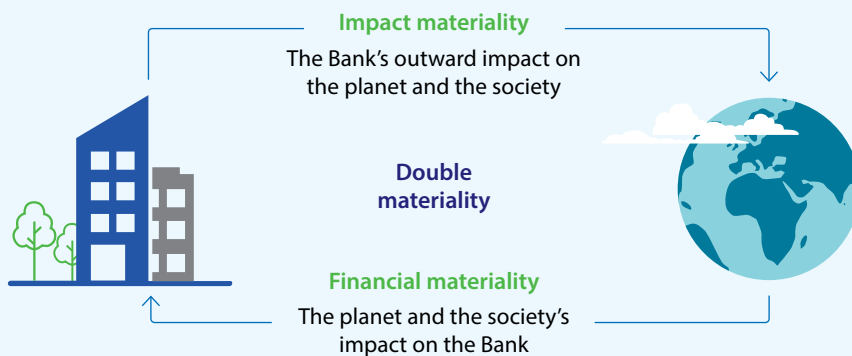 Impact materiality
The Bank’s outward impact on
the planet and the society
Double
materiality
Financial materiality
The planet and the society’s
impact on the Bank